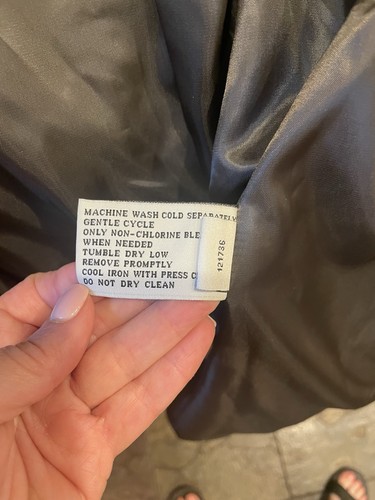 MACHINE WASH COLD SEPARATELY
GENTLE CYCLE
ONLY NON-CHLORINE BLE
WHEN NEEDED
TUMBLE DRY LOW
REMOVE PROMPTLY
COOL IRON WITH PRESS C
DO NOT DRY CLEAN
121736